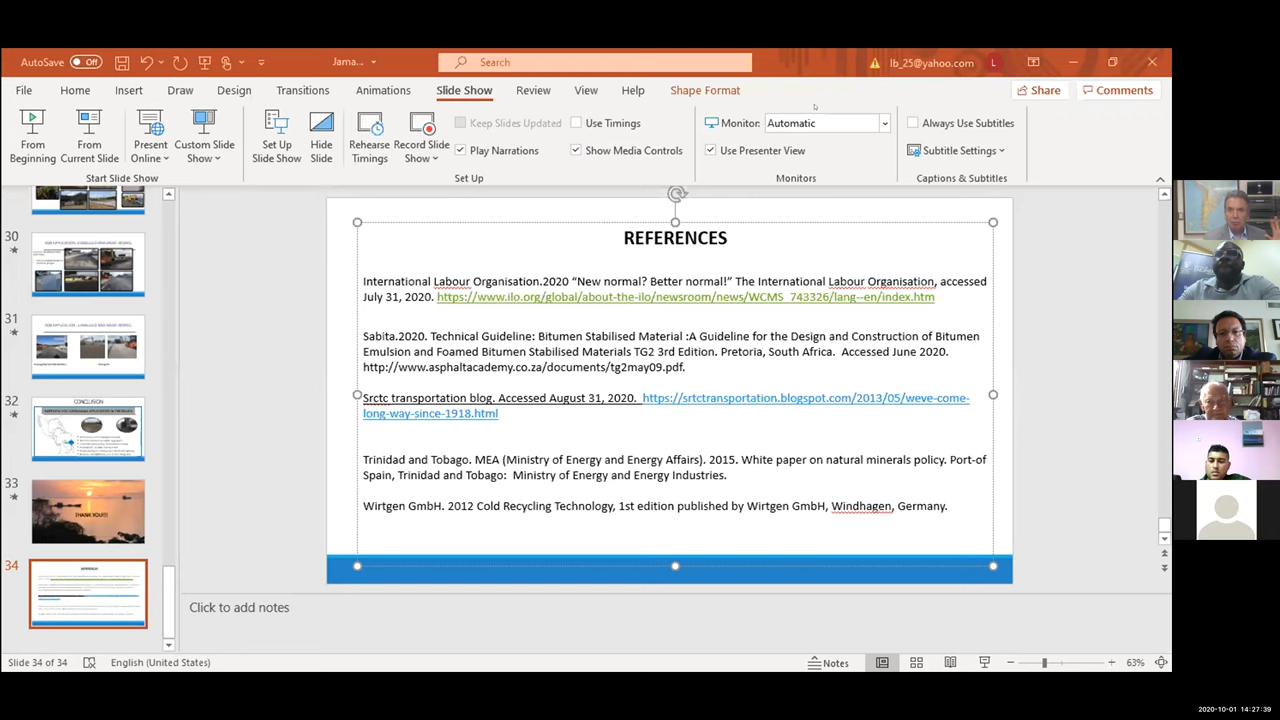 AutoSave Off Jama... Search lb_25@yahoo.com L
File Home Insert Draw Design Transitions Animations Slide Show Review View Help Shape Format Share Comments
From Beginning
From Current Slide
Present Online
Custom Slide Show
Start Slide Show
Set Up Slide Show
Hide Slide
Rehearse Timings
Record Slide Show
Keep Slides Updated
Use Timings
Play Narrations
Show Media Controls
Set Up
Monitor: Automatic
Use Presenter View
Monitors
Always Use Subtitles
Subtitle Settings
Captions & Subtitles
30
31
32
CONCLUSION
33
THANK YOU!!!
34
REFERENCES
REFERENCES
International Labour Organisation.2020 “New normal? Better normal!” The International Labour Organisation, accessed
July 31, 2020. https://www.ilo.org/global/about-the-ilo/newsroom/news/WCMS_743326/lang--en/index.htm
Sabita.2020. Technical Guideline: Bitumen Stabilised Material :A Guideline for the Design and Construction of Bitumen
Emulsion and Foamed Bitumen Stabilised Materials TG2 3rd Edition. Pretoria, South Africa. Accessed June 2020.
http://www.asphaltacademy.co.za/documents/tg2may09.pdf.
Srctc transportation blog. Accessed August 31, 2020. https://srtctransportation.blogspot.com/2013/05/weve-come-
long-way-since-1918.html
Trinidad and Tobago. MEA (Ministry of Energy and Energy Affairs). 2015. White paper on natural minerals policy. Port-of
Spain, Trinidad and Tobago: Ministry of Energy and Energy Industries.
Wirtgen GmbH. 2012 Cold Recycling Technology, 1st edition published by Wirtgen GmbH, Windhagen, Germany.
Click to add notes
Slide 34 of 34 English (United States) Notes 63%
2020-10-01 14:27:39